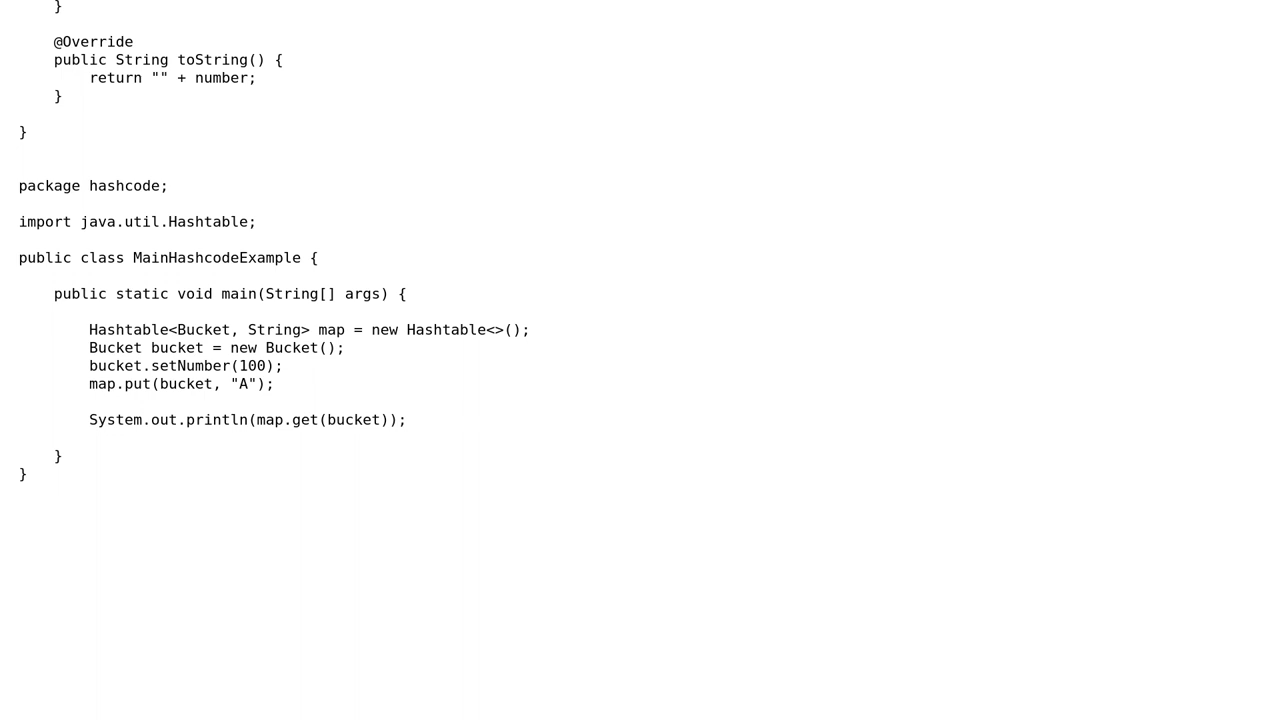 }

    @Override
    public String toString() {
        return "" + number;
    }

}


package hashcode;

import java.util.Hashtable;

public class MainHashcodeExample {

    public static void main(String[] args) {

        Hashtable<Bucket, String> map = new Hashtable<>();
        Bucket bucket = new Bucket();
        bucket.setNumber(100);
        map.put(bucket, "A");

        System.out.println(map.get(bucket));

    }
}